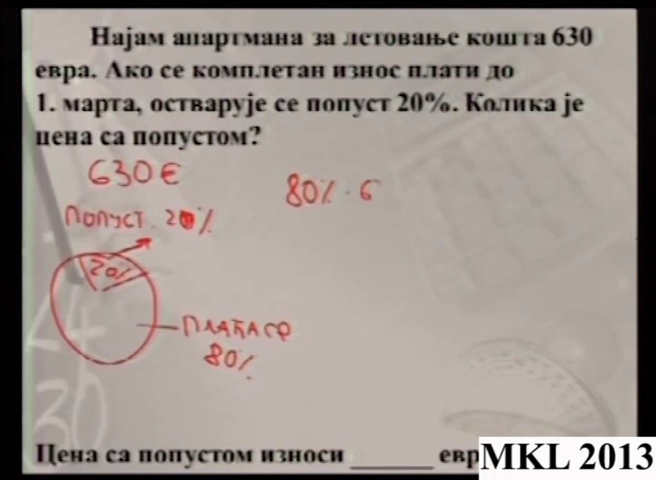 Најам апартмана за летовање кошта 630
евра. Ако се комплетан износ плати до
1. марта, остварује се попуст 20%. Колика је
цена са попустом?
630€
80% · 6
ПОПУСТ 20%
20%
ПЛАЋА СЕ
80%
Цена са попустом износи ______ евр
MKL 2013